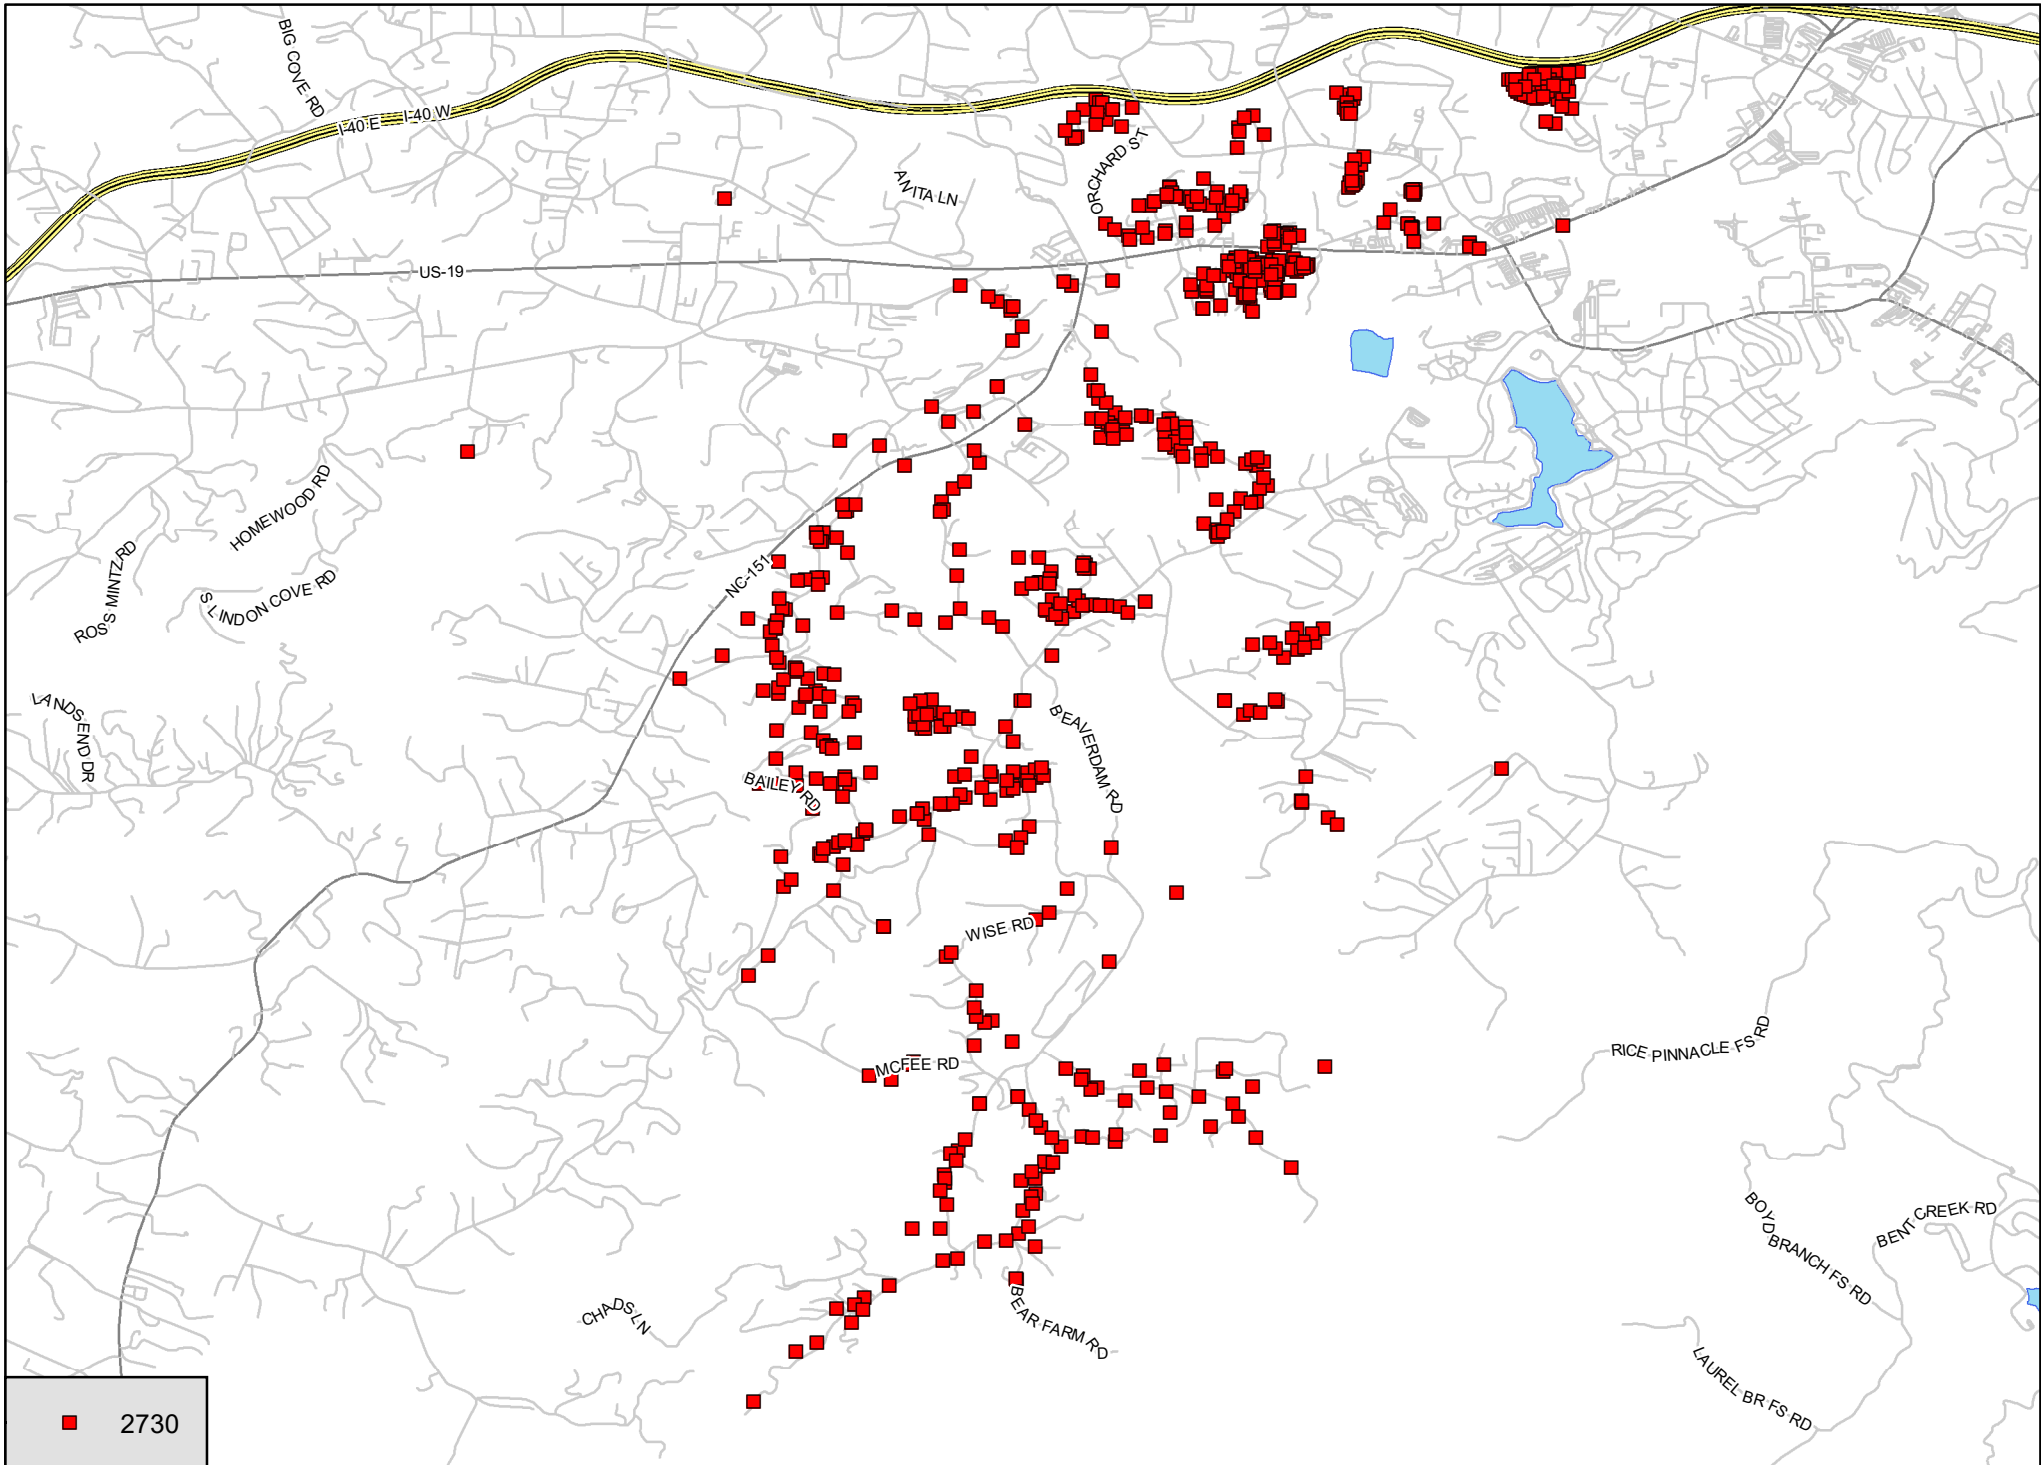 BIG COVE RD
I-40 E
I-40 W
ORCHARD ST
ANITA LN
US-19
HOMEWOOD RD
ROSS MINTZ RD
S LINDON COVE RD
NC-151
LANDS END DR
BEAVERDAM RD
BAILEY RD
WISE RD
MCFEE RD
RICE PINNACLE FS RD
BOYD BRANCH FS RD
BENT CREEK RD
CHADS LN
BEAR FARM RD
LAUREL BR FS RD
2730